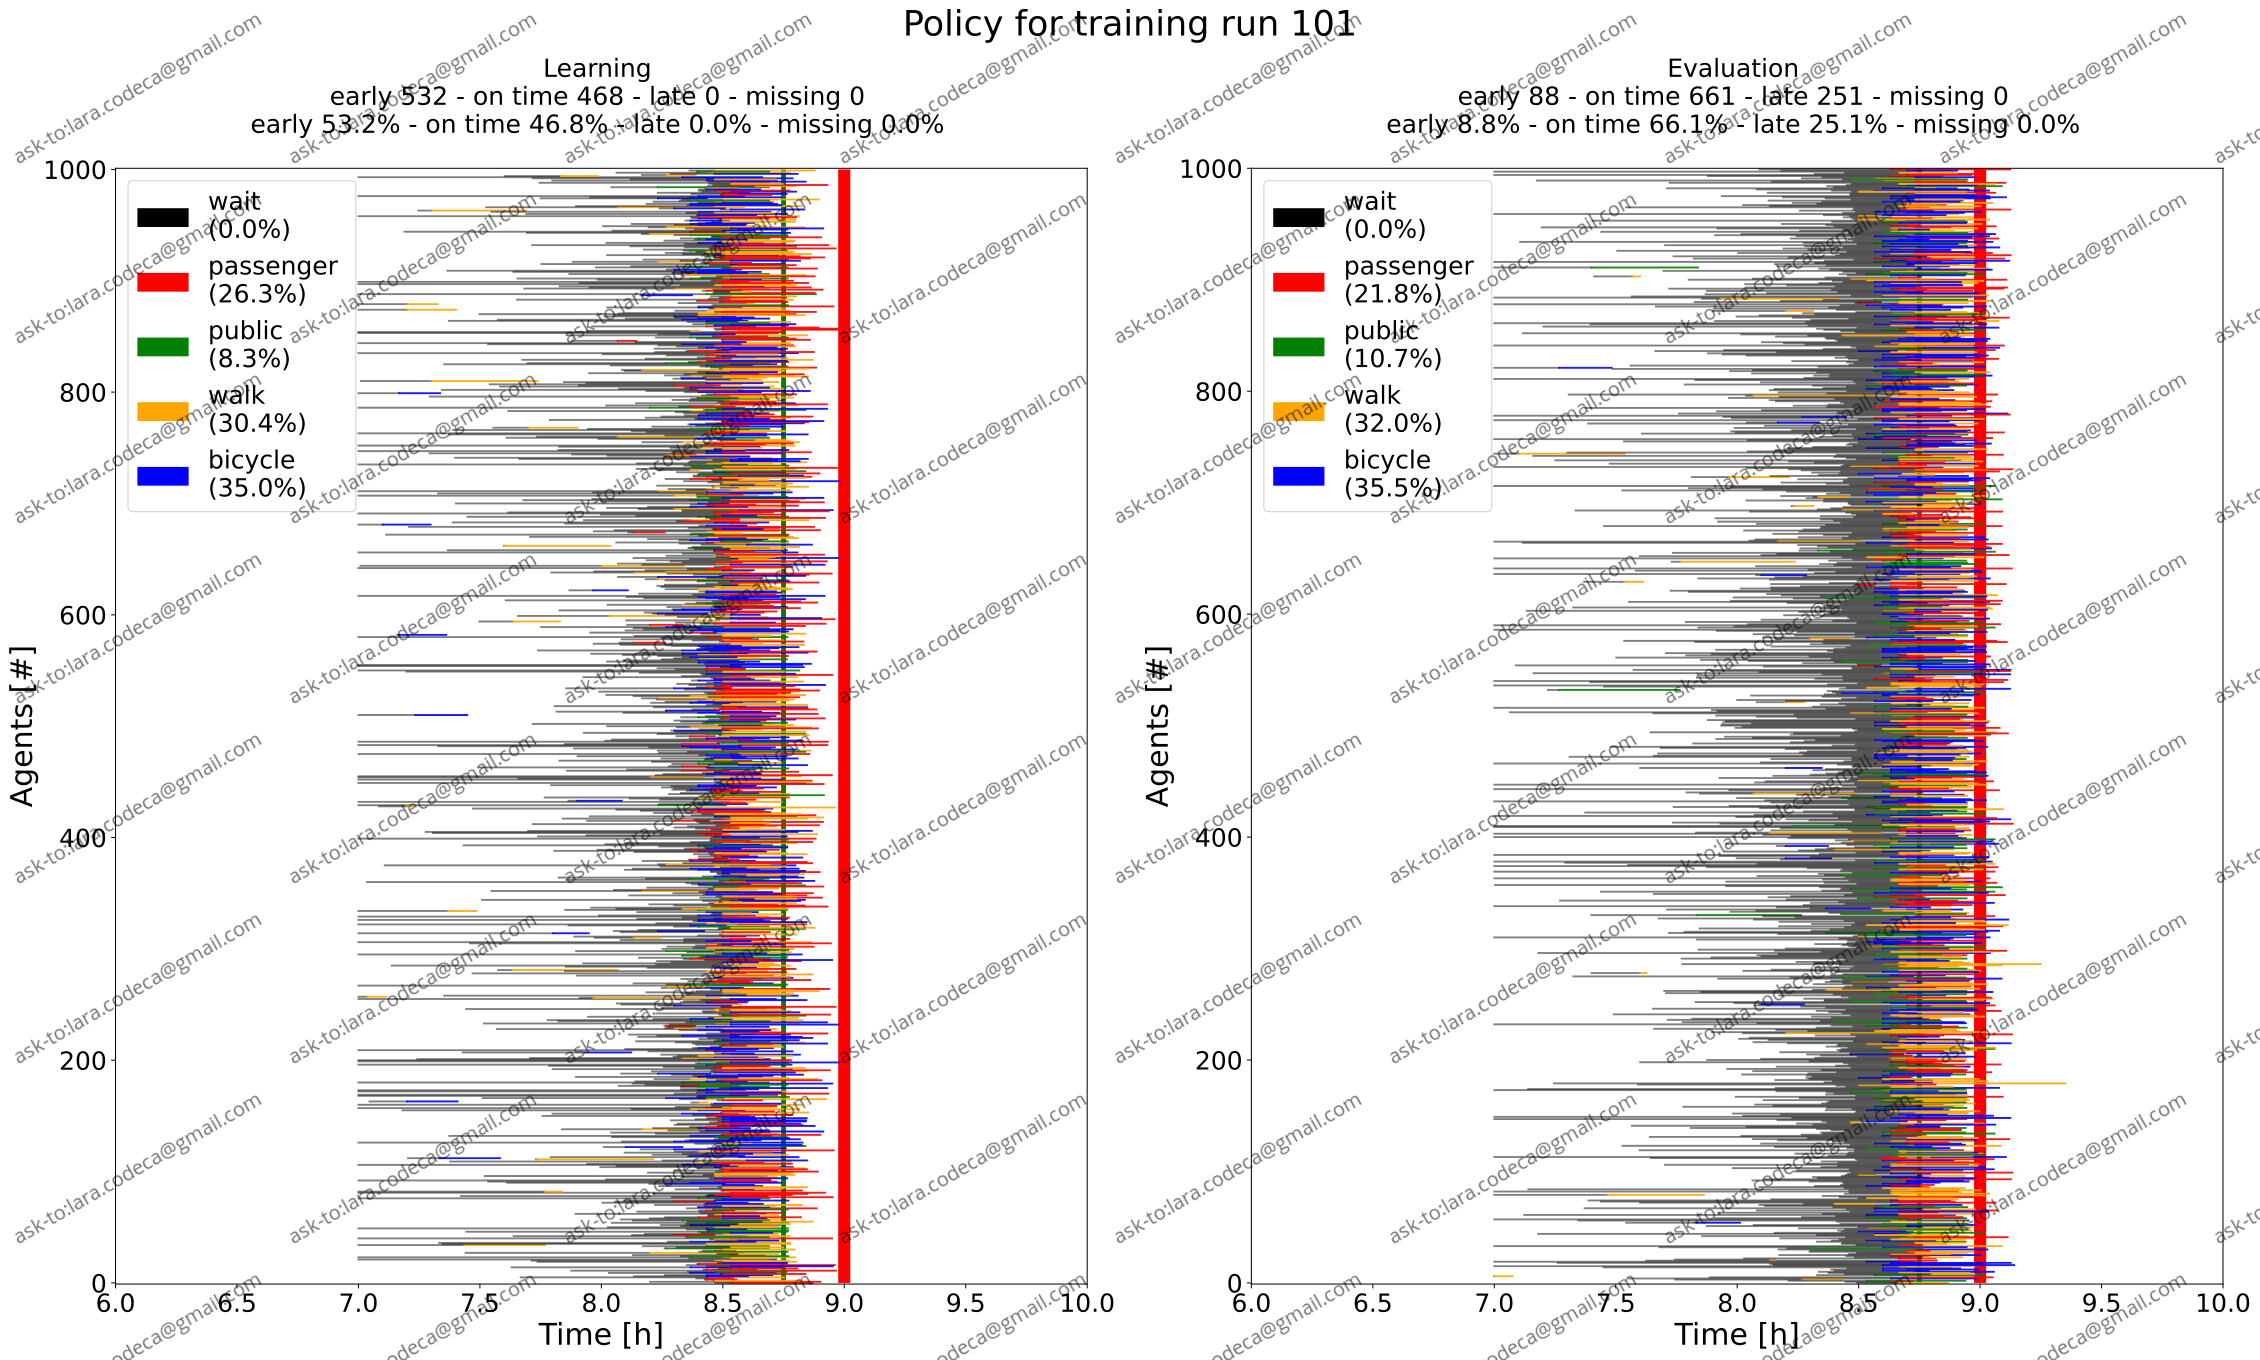 Policy for training run 101
Learning
early 532 - on time 468 - late 0 - missing 0
early 53.2% - on time 46.8% - late 0.0% - missing 0.0%
1000
800
600
400
200
0
Agents [#]
wait
(0.0%)
passenger
(26.3%)
public
(8.3%)
walk
(30.4%)
bicycle
(35.0%)
6.0 6.5 7.0 7.5 8.0 8.5 9.0 9.5 10.0
Time [h]
Evaluation
early 88 - on time 661 - late 251 - missing 0
early 8.8% - on time 66.1% - late 25.1% - missing 0.0%
1000
800
600
400
200
0
Agents [#]
wait
(0.0%)
passenger
(21.8%)
public
(10.7%)
walk
(32.0%)
bicycle
(35.5%)
6.0 6.5 7.0 7.5 8.0 8.5 9.0 9.5 10.0
Time [h]
ask-to:lara.codeca@gmail.com